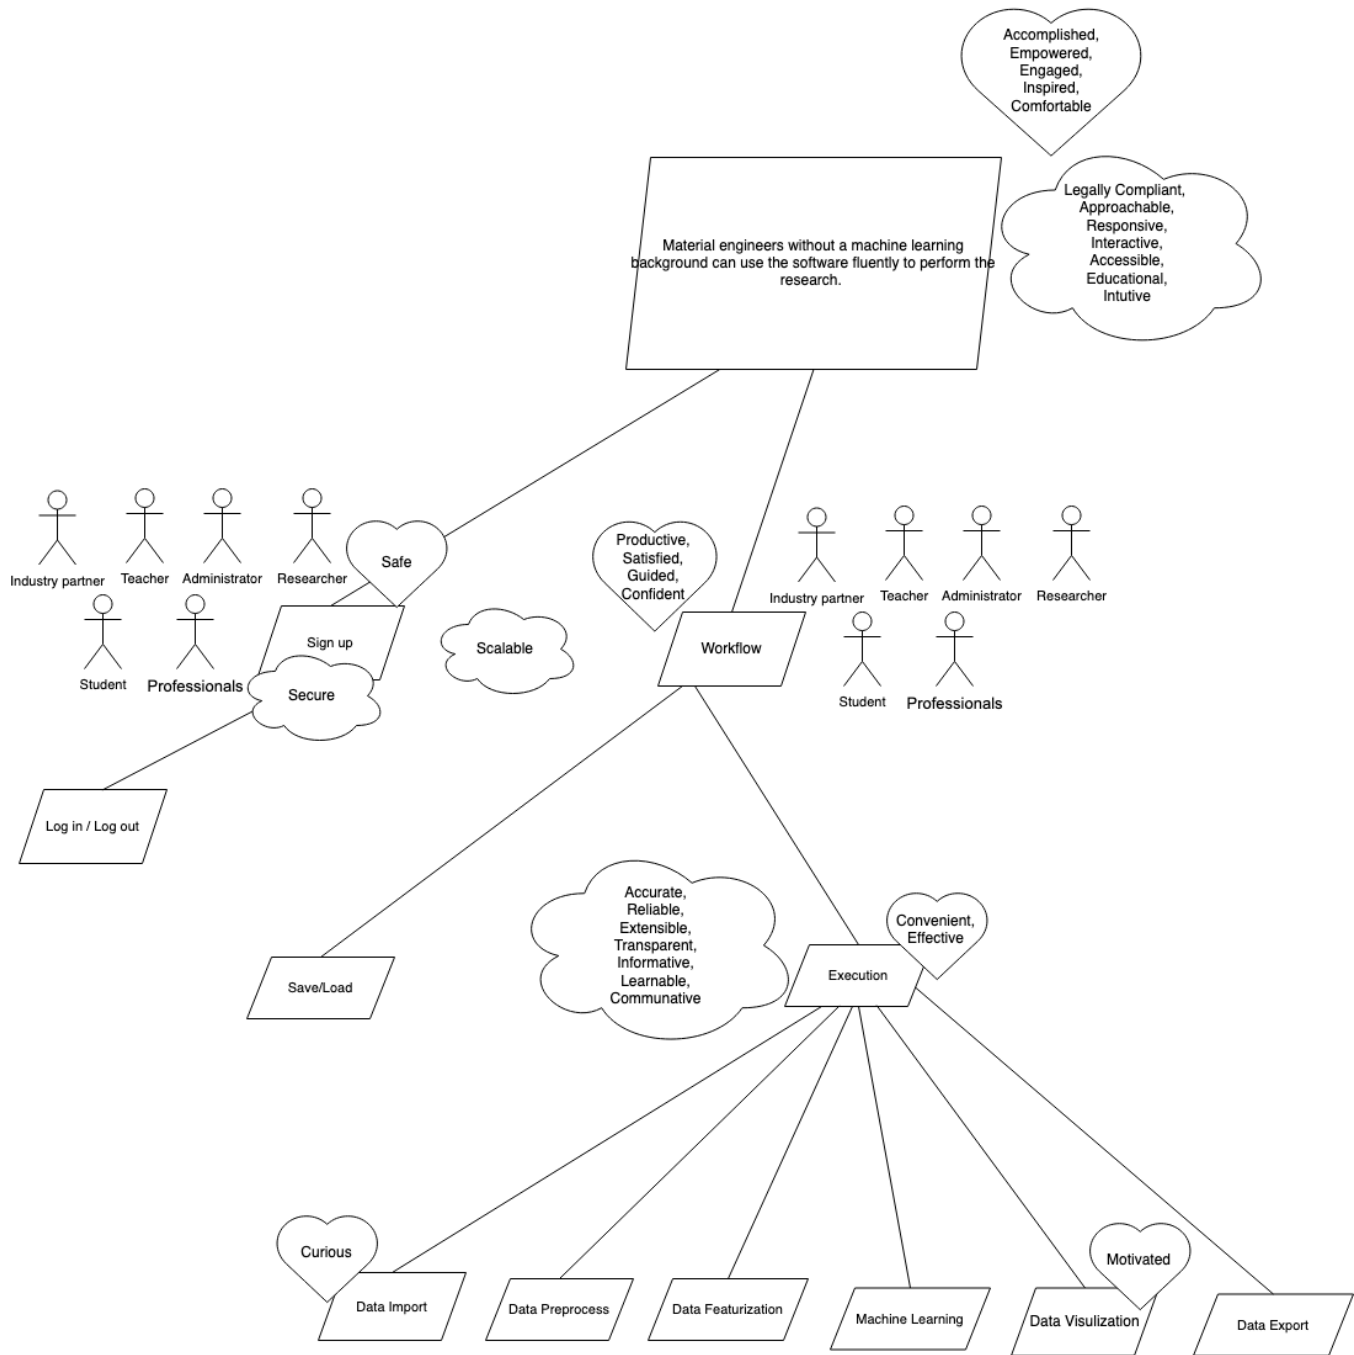 Accomplished,
Empowered,
Engaged,
Inspired,
Comfortable
Legally Compliant,
Approachable,
Responsive,
Interactive,
Accessible,
Educational,
Intutive
Material engineers without a machine learning
background can use the software fluently to perform the
research.
Industry partner
Teacher
Administrator
Researcher
Student
Professionals
Safe
Sign up
Secure
Scalable
Productive,
Satisfied,
Guided,
Confident
Workflow
Industry partner
Teacher
Administrator
Researcher
Student
Professionals
Log in / Log out
Save/Load
Accurate,
Reliable,
Extensible,
Transparent,
Informative,
Learnable,
Communative
Convenient,
Effective
Execution
Curious
Data Import
Data Preprocess
Data Featurization
Machine Learning
Motivated
Data Visulization
Data Export